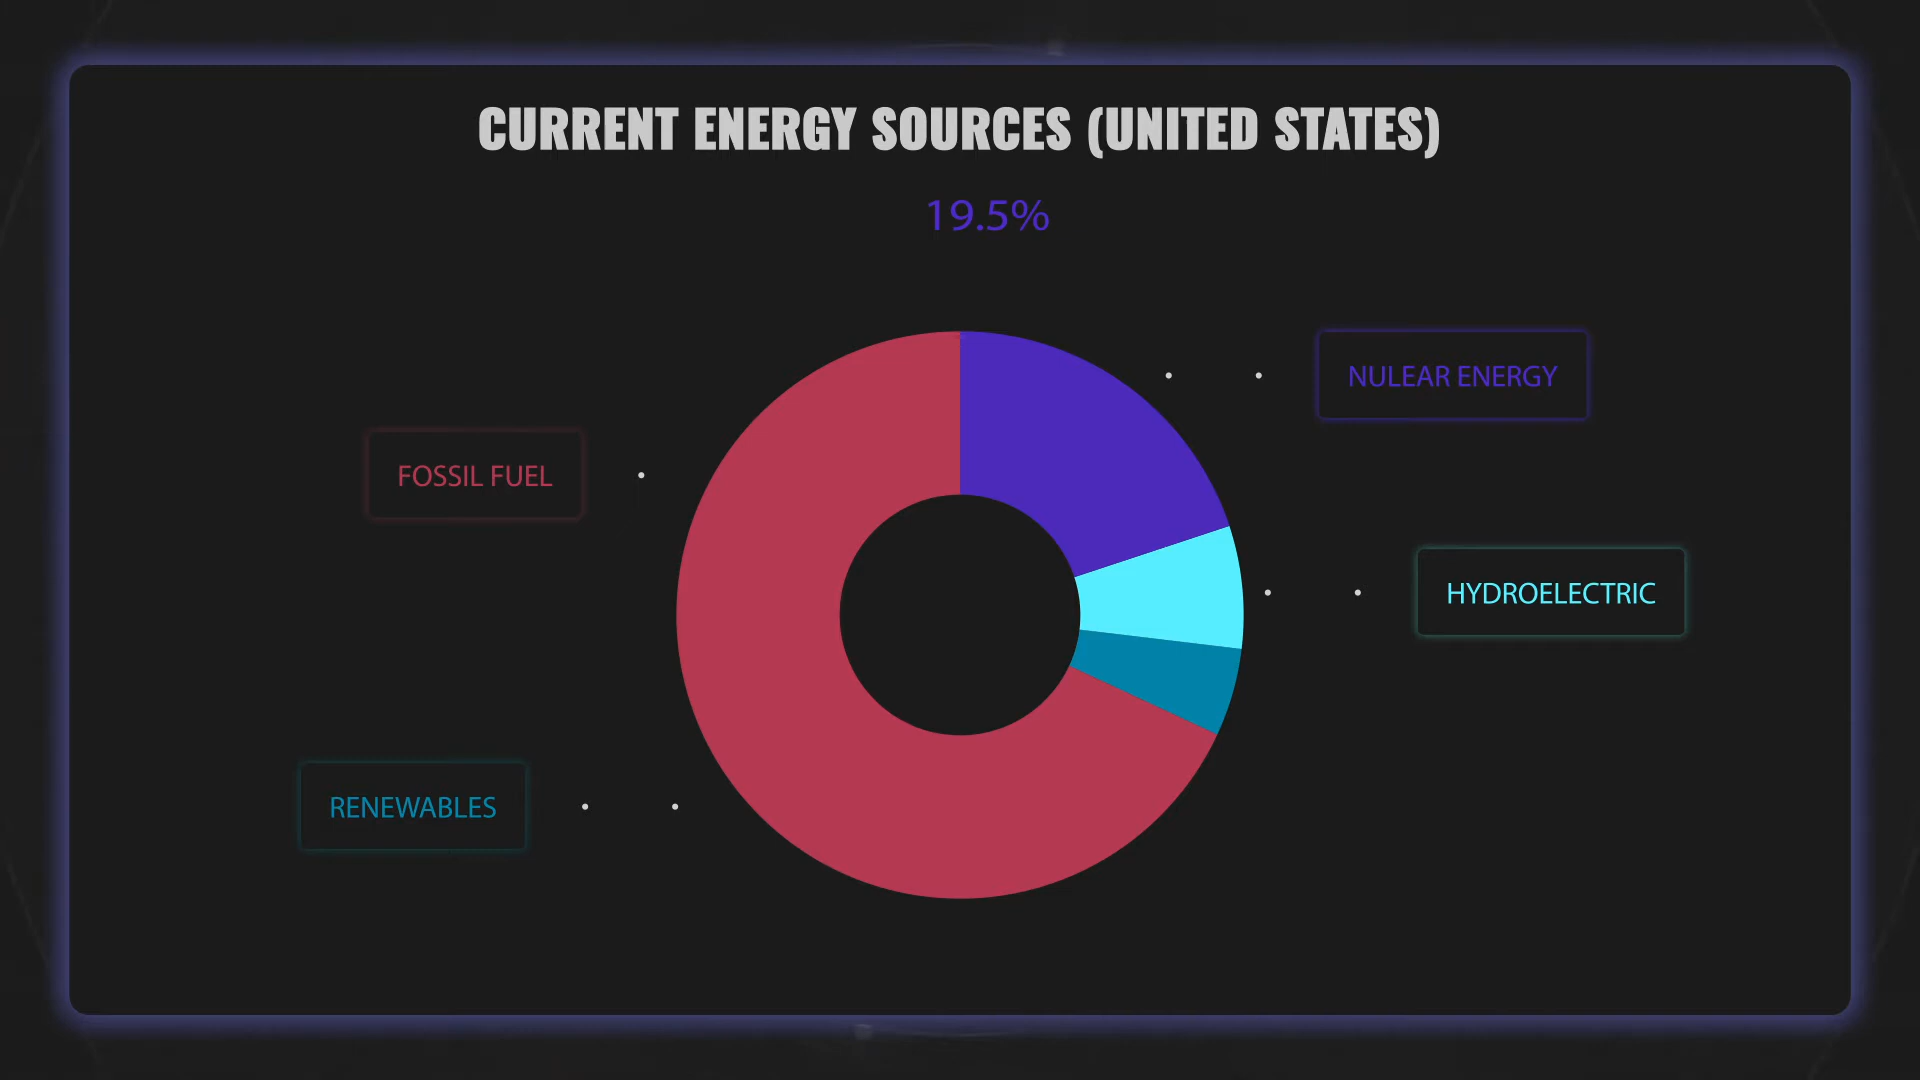 CURRENT ENERGY SOURCES (UNITED STATES)
19.5%
NULEAR ENERGY
FOSSIL FUEL
HYDROELECTRIC
RENEWABLES